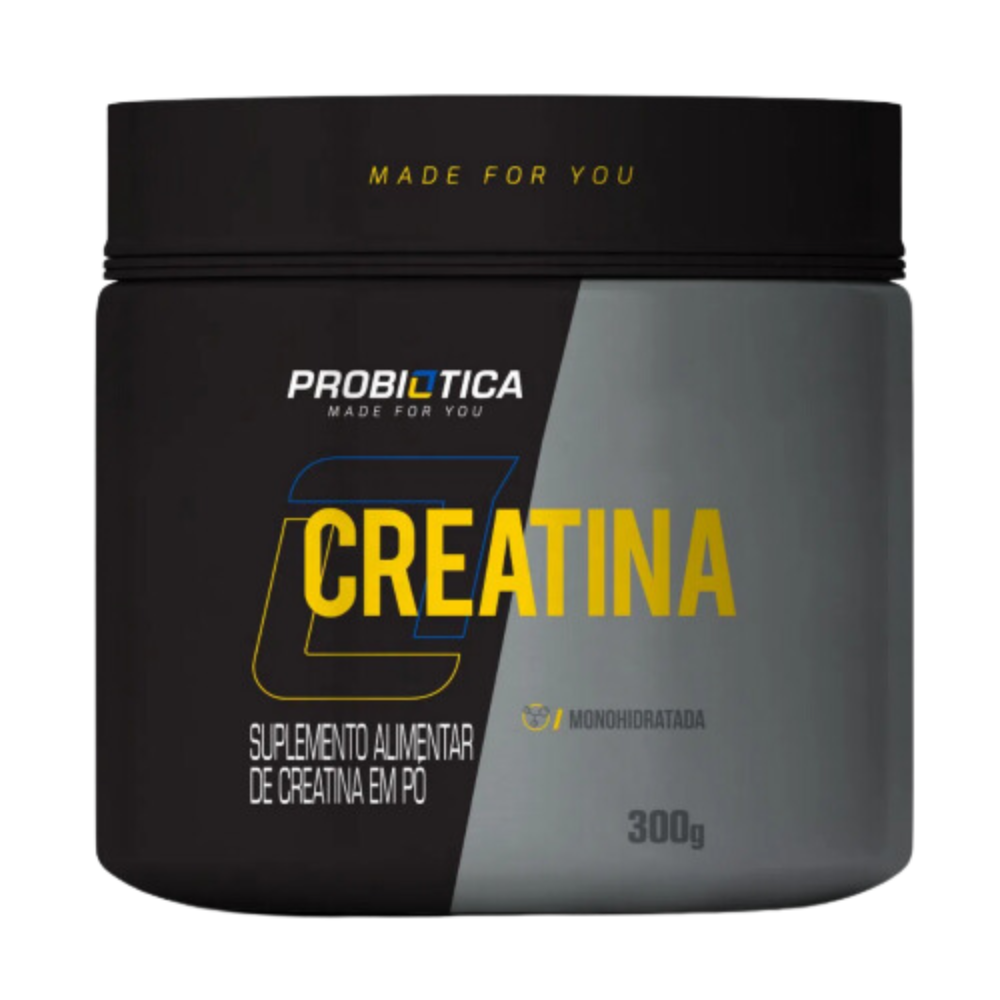 MADE FOR YOU
PROBIOTICA
MADE FOR YOU
CREATINA
MONOHIDRATADA
SUPLEMENTO ALIMENTAR
DE CREATINA EM PÓ
300g